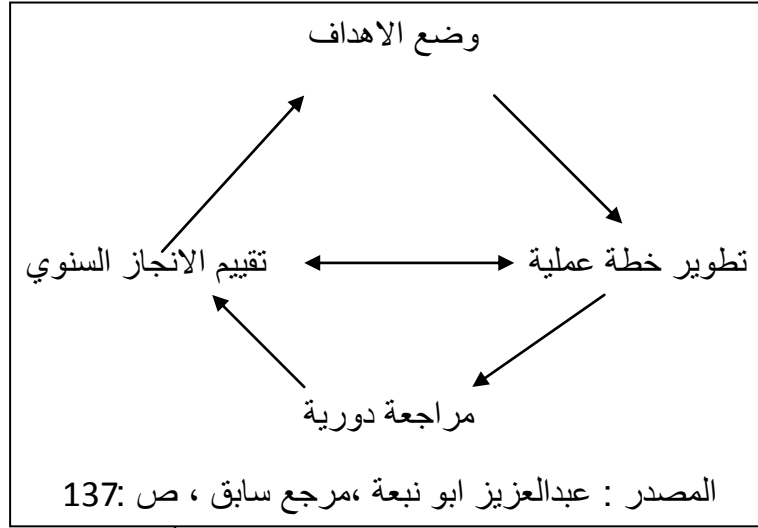 وضع الاهداف
تطوير خطة عملية
تقييم الانجاز السنوي
مراجعة دورية
المصدر : عبدالعزيز ابو نبعة ،مرجع سابق ، ص :137